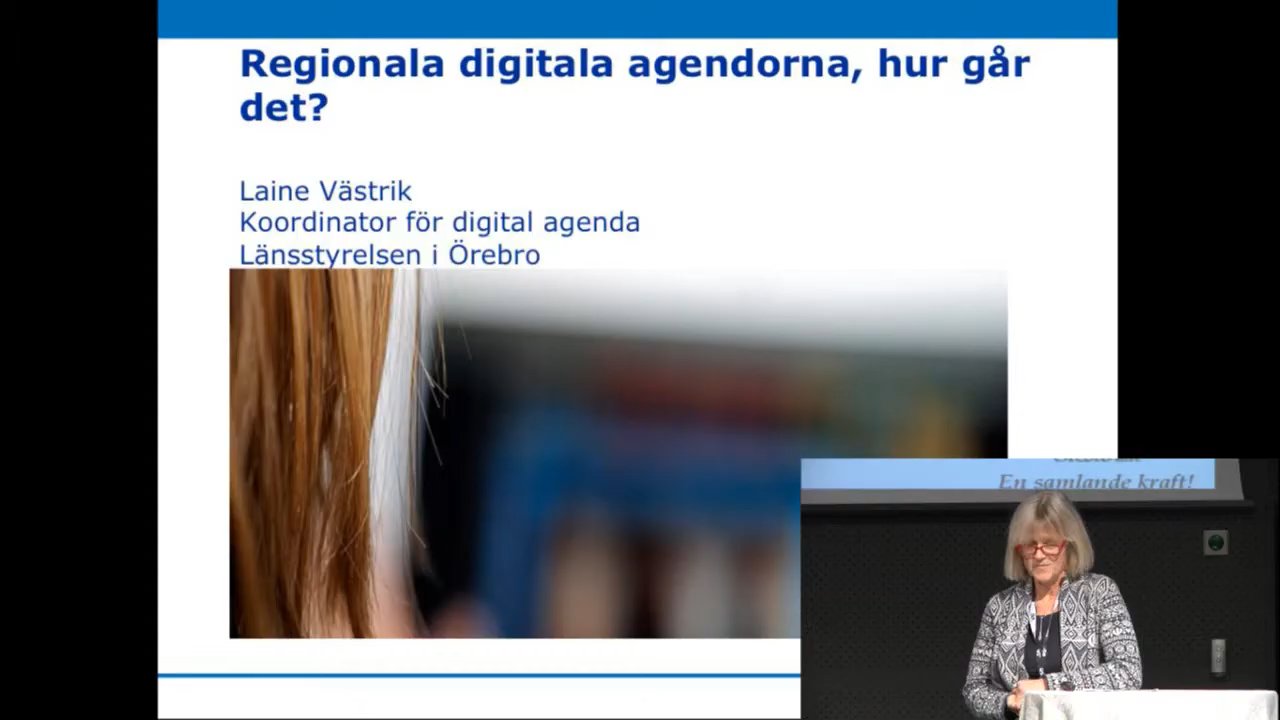 Regionala digitala agendorna, hur går
det?
Laine Västrik
Koordinator för digital agenda
Länsstyrelsen i Örebro
En samlande kraft!